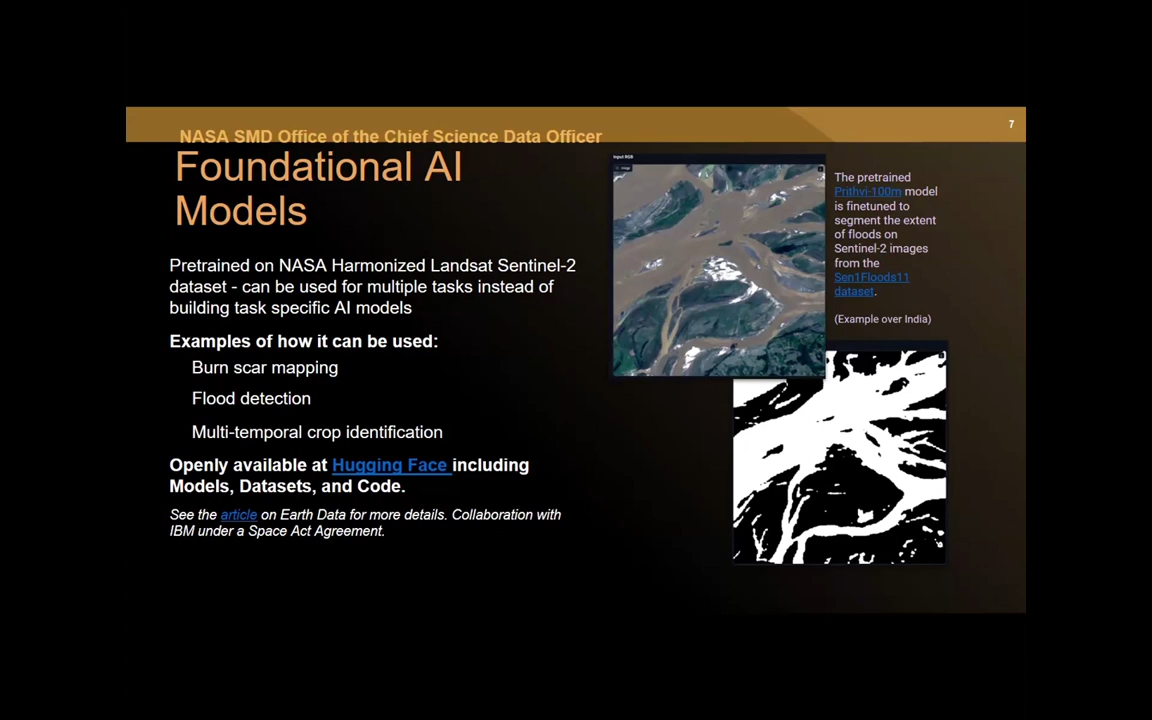 7
NASA SMD Office of the Chief Science Data Officer
Foundational AI
Models
Pretrained on NASA Harmonized Landsat Sentinel-2
dataset - can be used for multiple tasks instead of
building task specific AI models
Examples of how it can be used:
Burn scar mapping
Flood detection
Multi-temporal crop identification
Openly available at Hugging Face including
Models, Datasets, and Code.
See the article on Earth Data for more details. Collaboration with
IBM under a Space Act Agreement.
Input RGB
The pretrained
Prithvi-100m model
is finetuned to
segment the extent
of floods on
Sentinel-2 images
from the
Sen1Floods11
dataset.
(Example over India)